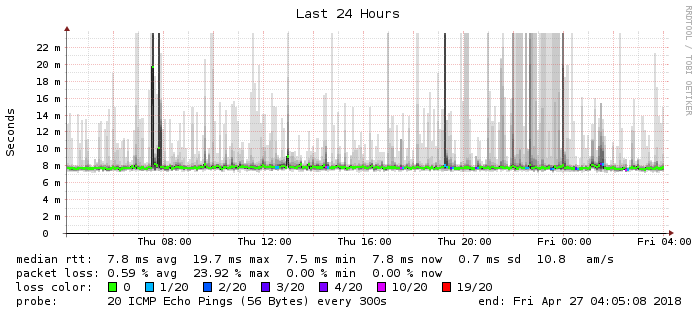 Last 24 Hours
RRDTOOL / TOBI OETIKER
Seconds
22 m
20 m
18 m
16 m
14 m
12 m
10 m
8 m
6 m
4 m
2 m
0
Thu 08:00 Thu 12:00 Thu 16:00 Thu 20:00 Fri 00:00 Fri 04:00
median rtt: 7.8 ms avg 19.7 ms max 7.5 ms min 7.8 ms now 0.7 ms sd 10.8 am/s
packet loss: 0.59 % avg 23.92 % max 0.00 % min 0.00 % now
loss color: 0 1/20 2/20 3/20 4/20 10/20 19/20
probe: 20 ICMP Echo Pings (56 Bytes) every 300s end: Fri Apr 27 04:05:08 2018